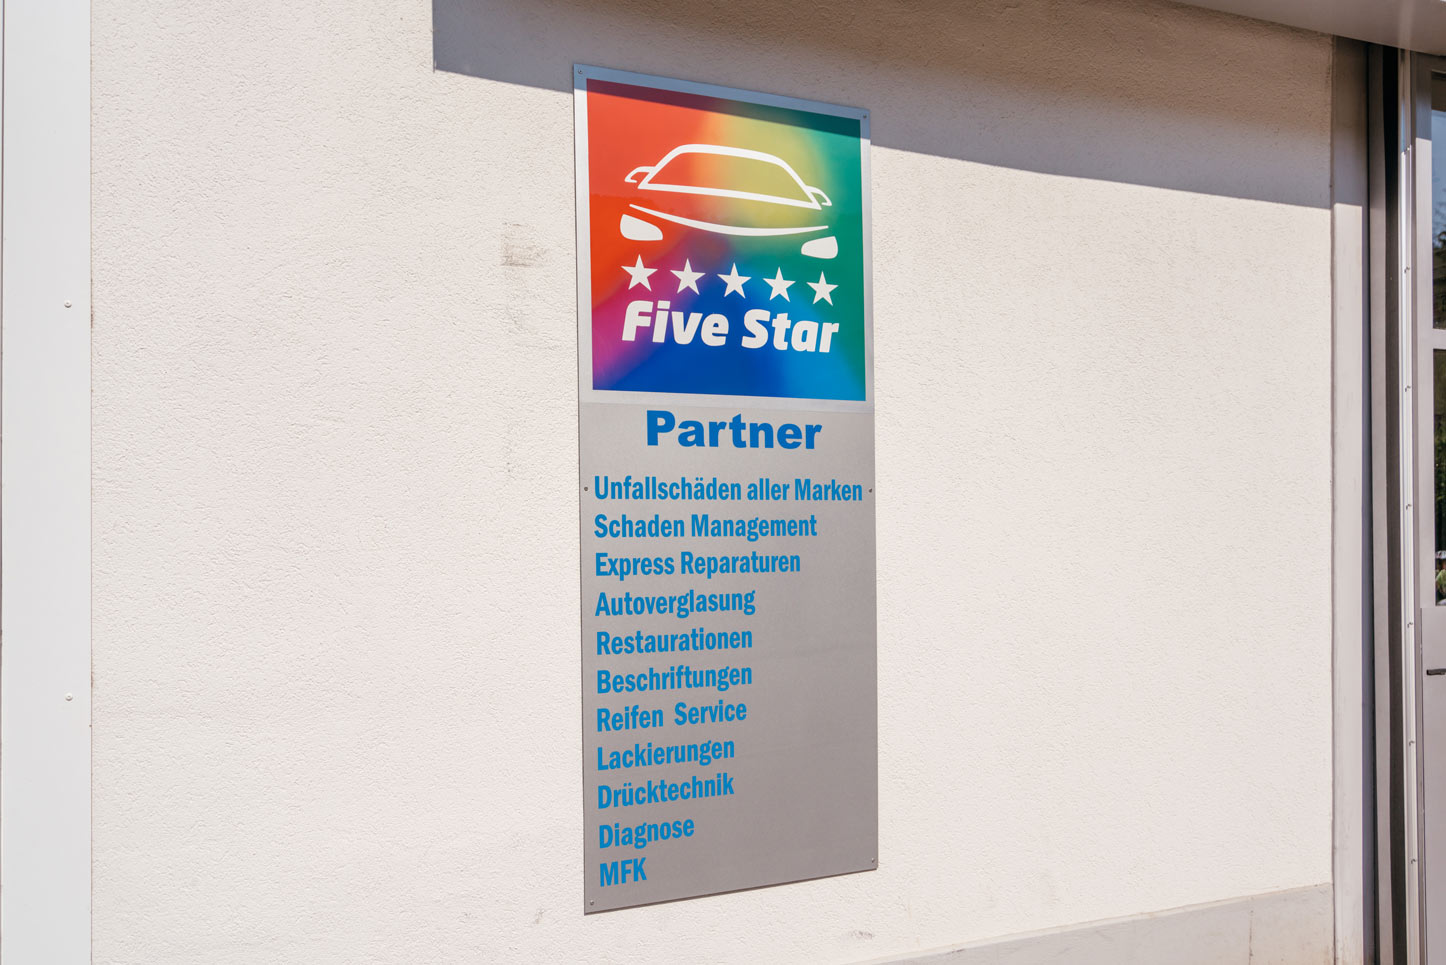 Five Star
Partner
Unfallschäden aller Marken
Schaden Management
Express Reparaturen
Autoverglasung
Restaurationen
Beschriftungen
Reifen Service
Lackierungen
Drücktechnik
Diagnose
MFK